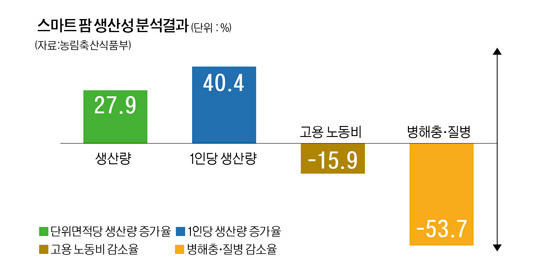 스마트 팜 생산성 분석결과 (단위 : %)
(자료:농림축산식품부)
27.9
40.4
고용 노동비
병해충·질병
생산량
1인당 생산량
-15.9
-53.7
단위면적당 생산량 증가율
1인당 생산량 증가율
고용 노동비 감소율
병해충·질병 감소율